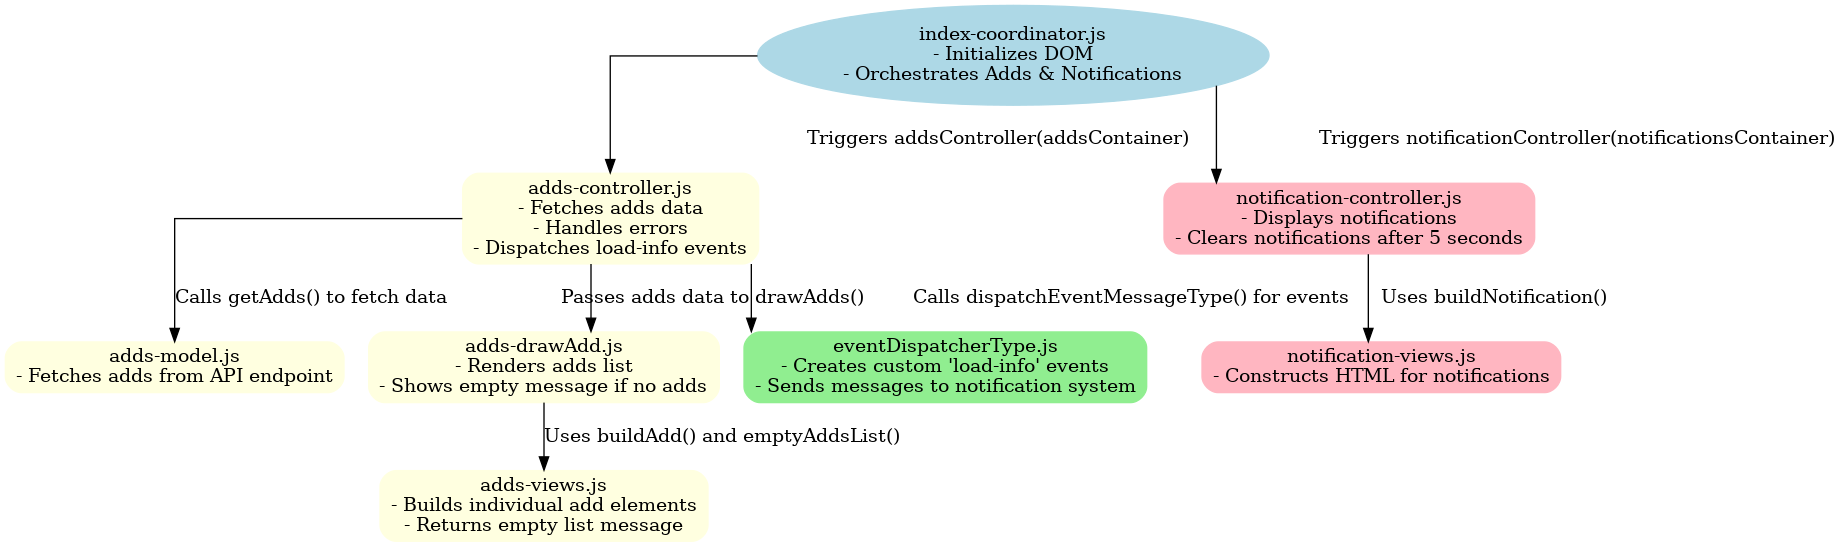 index-coordinator.js
- Initializes DOM
- Orchestrates Adds & Notifications
Triggers addsController(addsContainer)
Triggers notificationController(notificationsContainer)
adds-controller.js
- Fetches adds data
- Handles errors
- Dispatches load-info events
notification-controller.js
- Displays notifications
- Clears notifications after 5 seconds
Calls getAdds() to fetch data
Passes adds data to drawAdds()
Calls dispatchEventMessageType() for events
Uses buildNotification()
adds-model.js
- Fetches adds from API endpoint
adds-drawAdd.js
- Renders adds list
- Shows empty message if no adds
eventDispatcherType.js
- Creates custom 'load-info' events
- Sends messages to notification system
notification-views.js
- Constructs HTML for notifications
Uses buildAdd() and emptyAddsList()
adds-views.js
- Builds individual add elements
- Returns empty list message